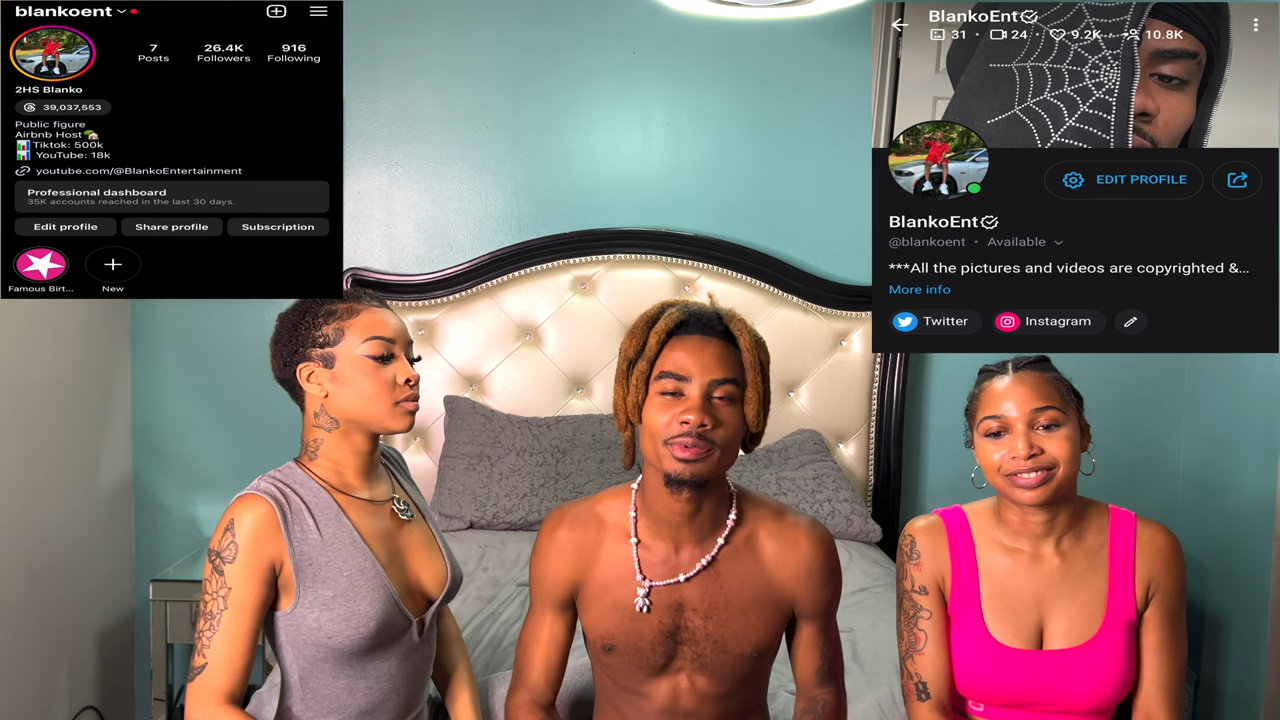 blankoent
7 26.4K 916
Posts Followers Following
2HS Blanko
39,037,553
Public figure
Airbnb Host
Tiktok: 500k
YouTube: 18k
youtube.com/@BlankoEntertainment
Professional dashboard
35K accounts reached in the last 30 days.
Edit profile Share profile Subscription
Famous Birt... New
BlankoEnt
31 · 24 9.2K 10.8K
EDIT PROFILE
BlankoEnt
@blankoent · Available
***All the pictures and videos are copyrighted &...
More info
Twitter Instagram